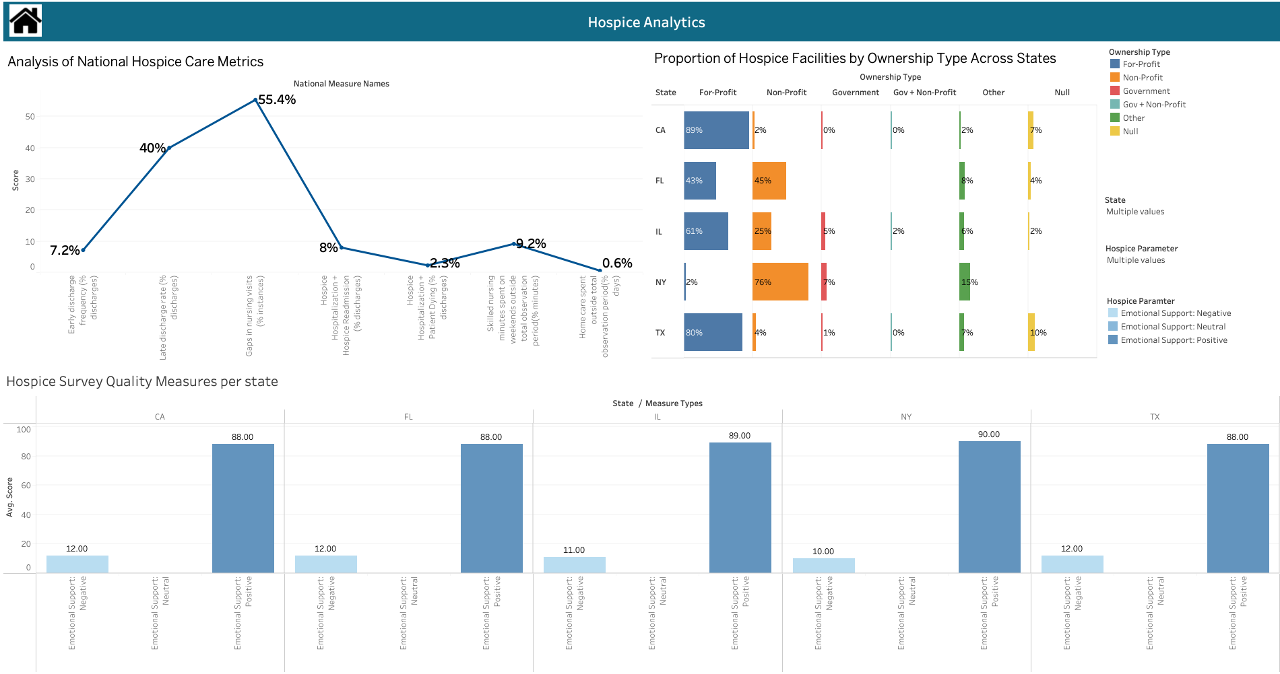 Hospice Analytics
Analysis of National Hospice Care Metrics
National Measure Names
Score
50
40
30
20
10
0
7.2%
40%
55.4%
8%
2.3%
9.2%
0.6%
Early discharge
frequency (%
discharges)
Late discharge rate (%
discharges)
Gaps in nursing visits
(% instances)
Hospice
Hospitalization +
Hospice Readmission
(% discharges)
Hospice
Hospitalization +
Patient Dying (%
discharges)
Skilled nursing
minutes spent on
weekends outside
total observation
period(% minutes)
Home care spent
outside total
observation period(%
days)
Proportion of Hospice Facilities by Ownership Type Across States
Ownership Type
State For-Profit Non-Profit Government Gov + Non-Profit Other Null
CA 89% 2% 0% 0% 2% 7%
FL 43% 45% 8% 4%
IL 61% 25% 5% 2% 6% 2%
NY 2% 76% 7% 15%
TX 80% 4% 1% 0% 7% 10%
Ownership Type
For-Profit
Non-Profit
Government
Gov + Non-Profit
Other
Null
State
Multiple values
Hospice Parameter
Multiple values
Hospice Paramter
Emotional Support: Negative
Emotional Support: Neutral
Emotional Support: Positive
Hospice Survey Quality Measures per state
State / Measure Types
CA FL IL NY TX
Avg. Score
100
80
60
40
20
0
12.00 88.00 12.00 88.00 11.00 89.00 10.00 90.00 12.00 88.00
Emotional Support:
Negative
Emotional Support:
Neutral
Emotional Support:
Positive
Emotional Support:
Negative
Emotional Support:
Neutral
Emotional Support:
Positive
Emotional Support:
Negative
Emotional Support:
Neutral
Emotional Support:
Positive
Emotional Support:
Negative
Emotional Support:
Neutral
Emotional Support:
Positive
Emotional Support:
Negative
Emotional Support:
Neutral
Emotional Support:
Positive